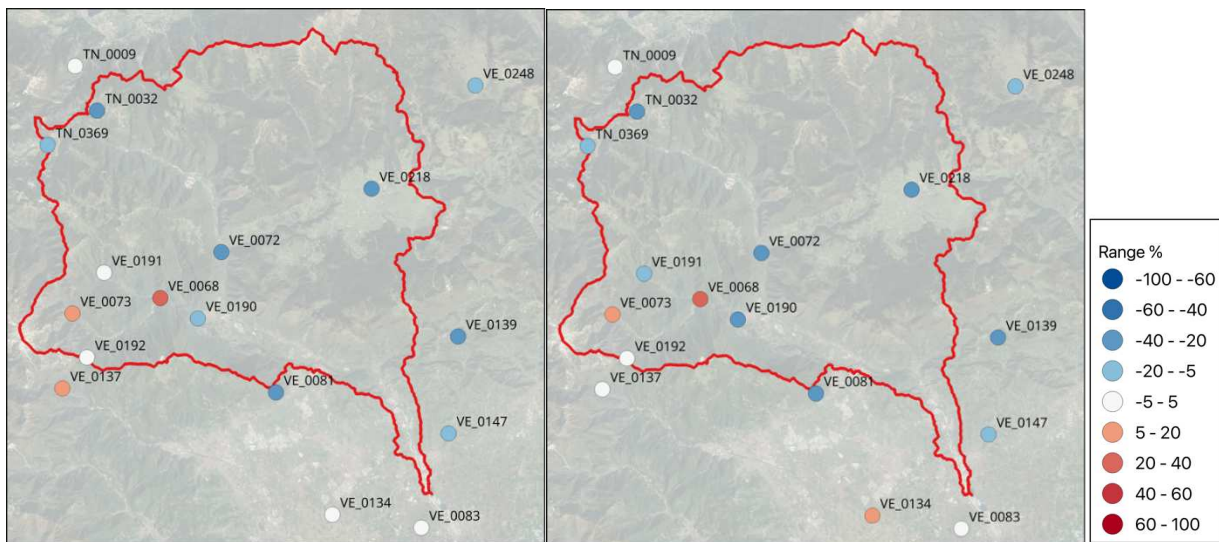 TN_0009
VE_0248
TN_0032
TN_0369
VE_0218
VE_0072
VE_0191
VE_0068
VE_0073
VE_0190
VE_0139
VE_0192
VE_0137
VE_0081
VE_0147
VE_0134
VE_0083
TN_0009
VE_0248
TN_0032
TN_0369
VE_0218
VE_0072
VE_0191
VE_0068
VE_0073
VE_0190
VE_0139
VE_0192
VE_0137
VE_0081
VE_0147
VE_0134
VE_0083
Range %
-100 - -60
-60 - -40
-40 - -20
-20 - -5
-5 - 5
5 - 20
20 - 40
40 - 60
60 - 100